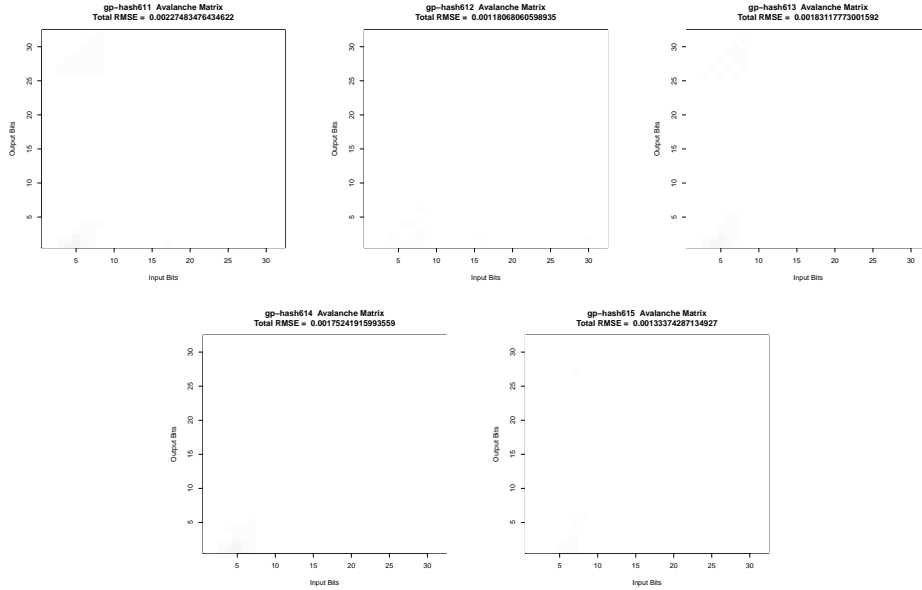 gp−hash611 Avalanche Matrix
Total RMSE = 0.00227483476434622
Output Bits
30
25
20
15
10
5
5 10 15 20 25 30
Input Bits
gp−hash612 Avalanche Matrix
Total RMSE = 0.00118068060598935
Output Bits
30
25
20
15
10
5
5 10 15 20 25 30
Input Bits
gp−hash613 Avalanche Matrix
Total RMSE = 0.00183117773001592
Output Bits
30
25
20
15
10
5
5 10 15 20 25 30
Input Bits
gp−hash614 Avalanche Matrix
Total RMSE = 0.00175241915993559
Output Bits
30
25
20
15
10
5
5 10 15 20 25 30
Input Bits
gp−hash615 Avalanche Matrix
Total RMSE = 0.00133374287134927
Output Bits
30
25
20
15
10
5
5 10 15 20 25 30
Input Bits